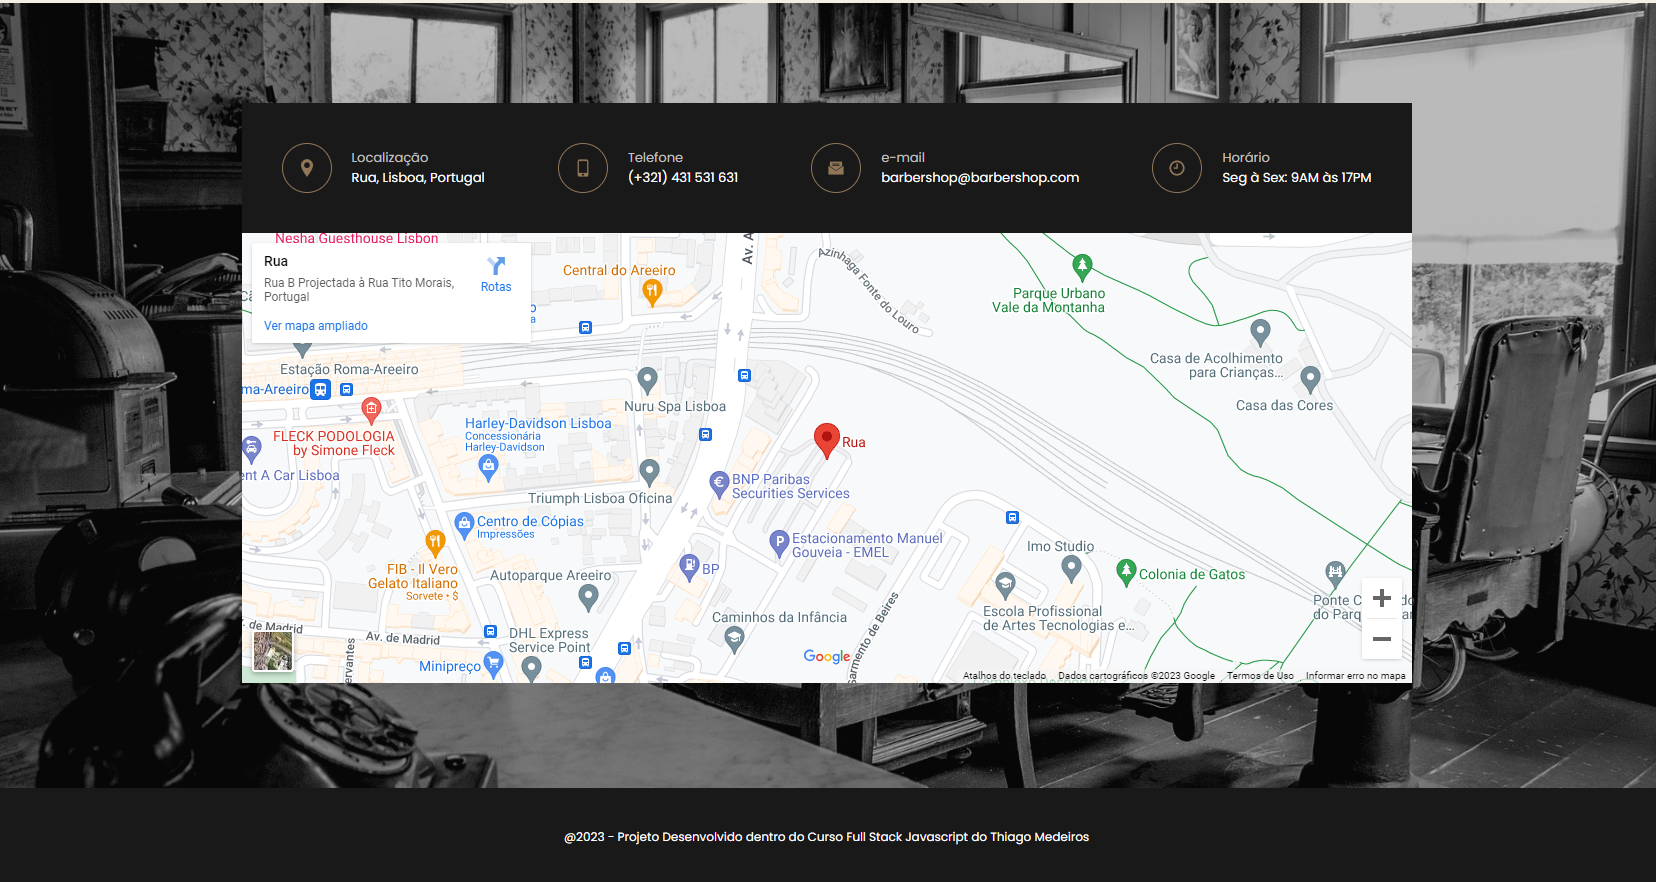 Localização
Rua, Lisboa, Portugal
Telefone
(+321) 431 531 631
e-mail
barbershop@barbershop.com
Horário
Seg à Sex: 9AM às 17PM
Nesha Guesthouse Lisbon
Rua
Rua B Projectada à Rua Tito Morais,
Portugal
Rotas
Ver mapa ampliado
Central do Areeiro
Av. A
Azinhaga Fonte do Louro
Parque Urbano
Vale da Montanha
Casa de Acolhimento
para Crianças...
Casa das Cores
Estação Roma-Areeiro
ma-Areeiro
Nuru Spa Lisboa
FLECK PODOLOGIA
by Simone Fleck
Harley-Davidson Lisboa
Concessionária
Harley-Davidson
Rua
ent A Car Lisboa
Triumph Lisboa Oficina
BNP Paribas
Securities Services
Centro de Cópias
Impressões
Estacionamento Manuel
Gouveia - EMEL
P
BP
FIB - Il Vero
Gelato Italiano
Sorvete • $
Autoparque Areeiro
Imo Studio
Colonia de Gatos
Caminhos da Infância
Escola Profissional
de Artes Tecnologias e...
Ponte C
do Parq
DHL Express
Service Point
de Madrid
Av. de Madrid
Minipreço
ervantes
sarmento de Beires
Google
Atalhos do teclado
Dados cartográficos ©2023 Google
Termos de Uso
Informar erro no mapa
@2023 - Projeto Desenvolvido dentro do Curso Full Stack Javascript do Thiago Medeiros